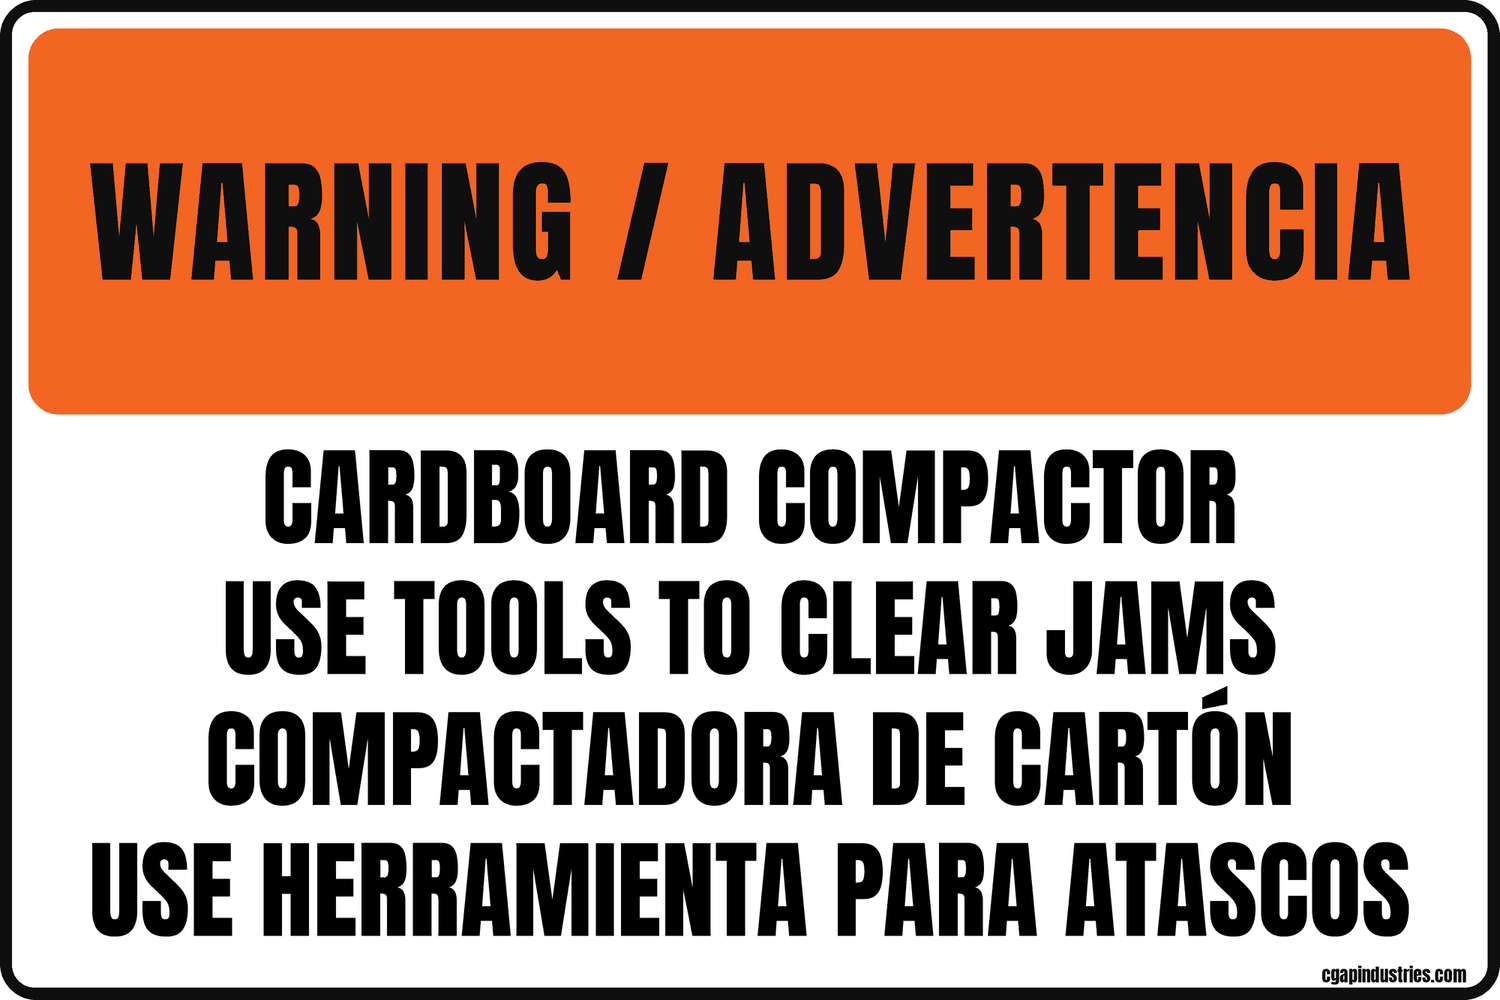 WARNING / ADVERTENCIA
CARDBOARD COMPACTOR
USE TOOLS TO CLEAR JAMS
COMPACTADORA DE CARTÓN
USE HERRAMIENTA PARA ATASCOS
cgapindustries.com